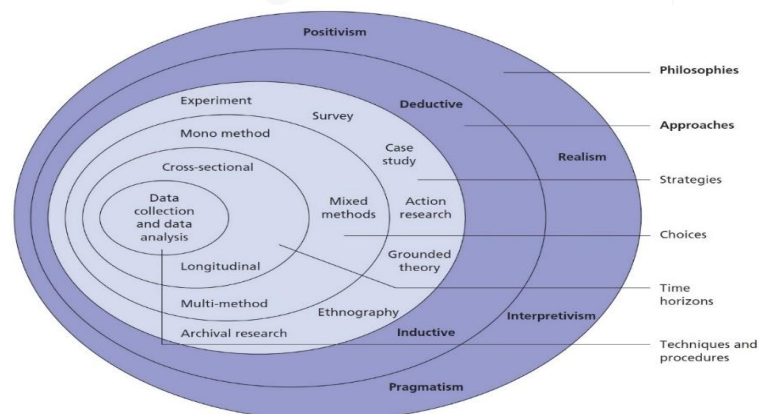 Positivism
Philosophies
Experiment
Survey
Deductive
Approaches
Mono method
Case
study
Realism
Cross-sectional
Strategies
Data
collection
and data
analysis
Mixed
methods
Action
research
Choices
Grounded
theory
Longitudinal
Time
horizons
Multi-method
Ethnography
Interpretivism
Archival research
Inductive
Techniques and
procedures
Pragmatism